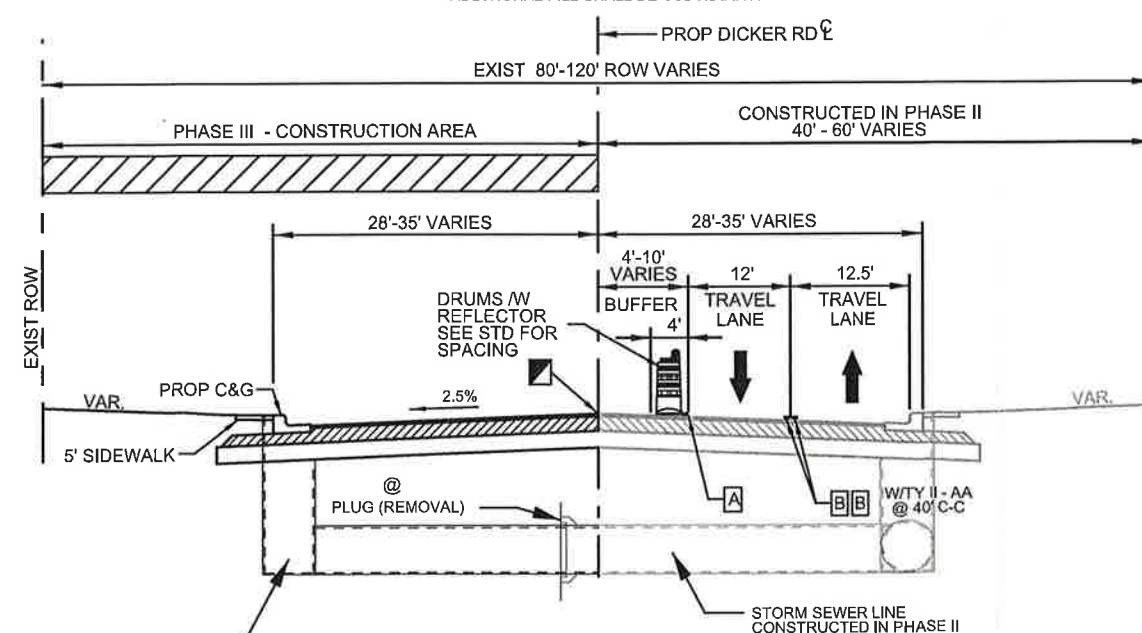 PROP DICKER RD ℄
EXIST 80'-120' ROW VARIES
PHASE III - CONSTRUCTION AREA
CONSTRUCTED IN PHASE II
40' - 60' VARIES
28'-35' VARIES
28'-35' VARIES
4'-10'
VARIES
BUFFER
4'
12'
TRAVEL
LANE
12.5'
TRAVEL
LANE
DRUMS /W
REFLECTOR
SEE STD FOR
SPACING
EXIST ROW
PROP C&G
VAR.
2.5%
VAR.
5' SIDEWALK
@
PLUG (REMOVAL)
A
B B
W/TY II - AA
@ 40' C-C
STORM SEWER LINE
CONSTRUCTED IN PHASE II